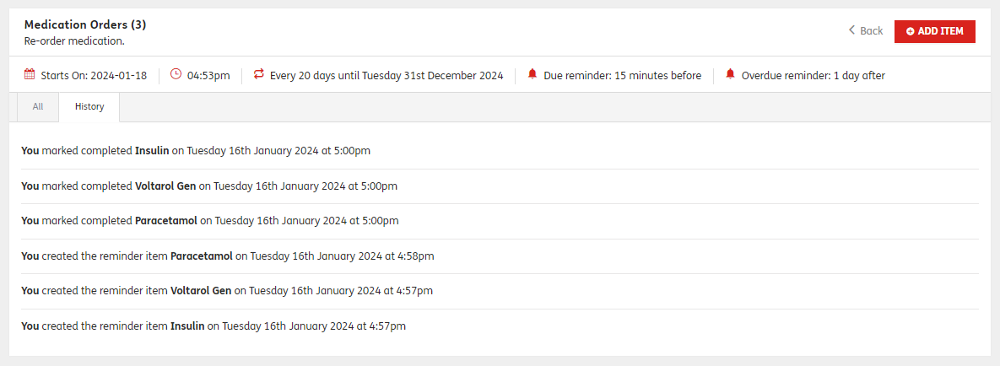 Medication Orders (3)
Re-order medication.
Back
ADD ITEM
Starts On: 2024-01-18
04:53pm
Every 20 days until Tuesday 31st December 2024
Due reminder: 15 minutes before
Overdue reminder: 1 day after
All
History
You marked completed Insulin on Tuesday 16th January 2024 at 5:00pm
You marked completed Voltarol Gen on Tuesday 16th January 2024 at 5:00pm
You marked completed Paracetamol on Tuesday 16th January 2024 at 5:00pm
You created the reminder item Paracetamol on Tuesday 16th January 2024 at 4:58pm
You created the reminder item Voltarol Gen on Tuesday 16th January 2024 at 4:57pm
You created the reminder item Insulin on Tuesday 16th January 2024 at 4:57pm